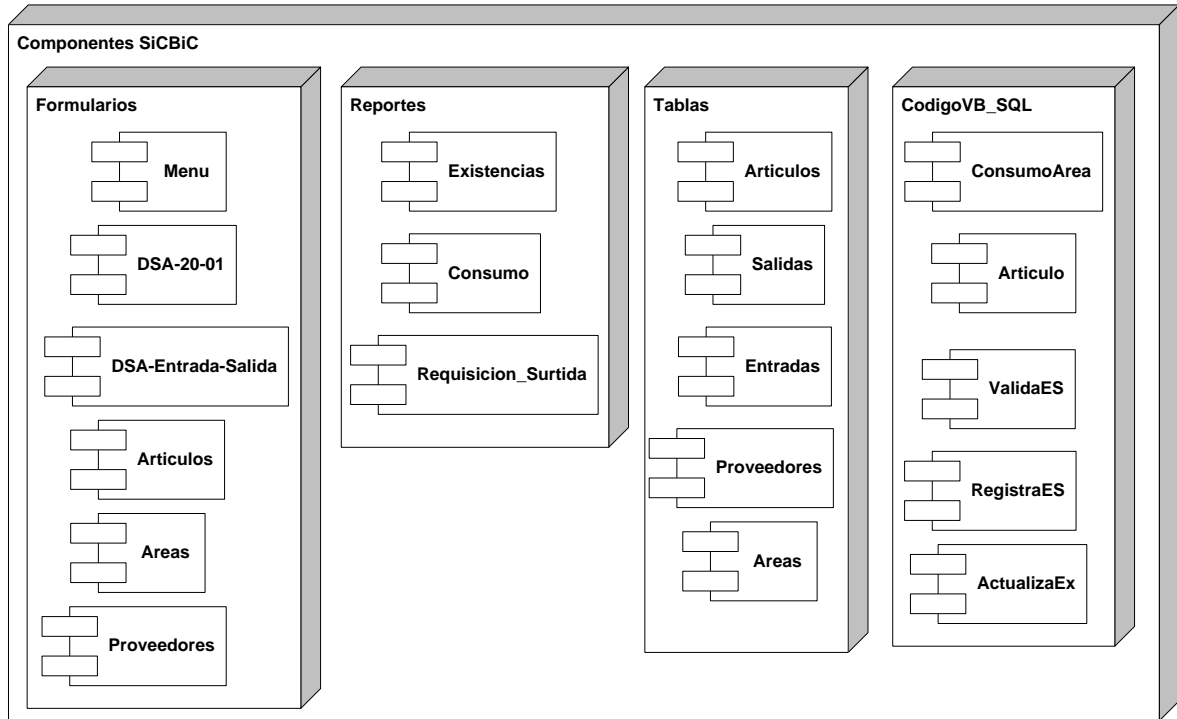 Componentes SiCBiC
Formularios
Menu
DSA-20-01
DSA-Entrada-Salida
Articulos
Areas
Proveedores
Reportes
Existencias
Consumo
Requisicion_Surtida
Tablas
Articulos
Salidas
Entradas
Proveedores
Areas
CodigoVB_SQL
ConsumoArea
Articulo
ValidaES
RegistraES
ActualizaEx